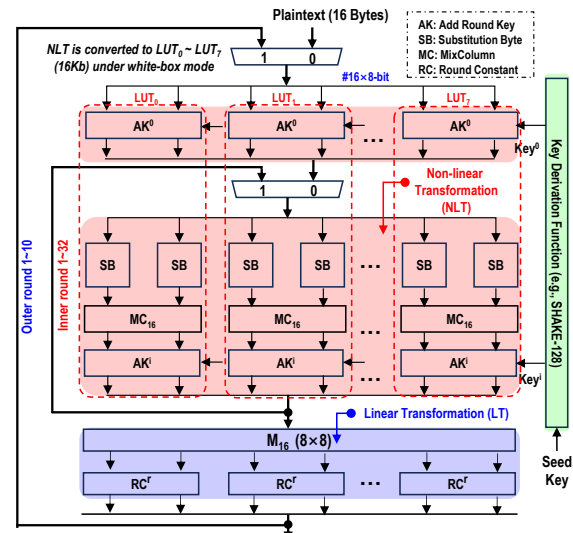 Plaintext (16 Bytes)
AK: Add Round Key
SB: Substitution Byte
MC: MixColumn
RC: Round Constant
NLT is converted to LUT0 ~ LUT7
(16Kb) under white-box mode
1 0
#16×8-bit
LUT0 LUT1 LUT7
AK⁰ AK⁰ ... AK⁰
Key⁰
1 0
Non-linear
Transformation
(NLT)
Outer round 1~10
Inner round 1~32
Key Derivation Function (e.g., SHAKE-128)
SB SB SB SB ... SB SB
MC16 MC16 MC16
AKⁱ AKⁱ ... AKⁱ
Keyⁱ
Linear Transformation (LT)
M16 (8×8)
RCʳ RCʳ ... RCʳ
Seed
Key